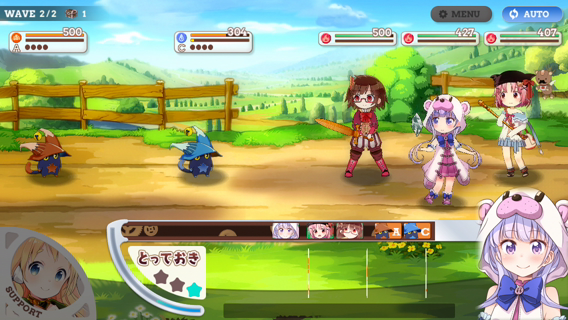 WAVE 2/2 1
MENU
AUTO
500
A
304
C
500
427
407
A
C
とっておき
SUPPORT